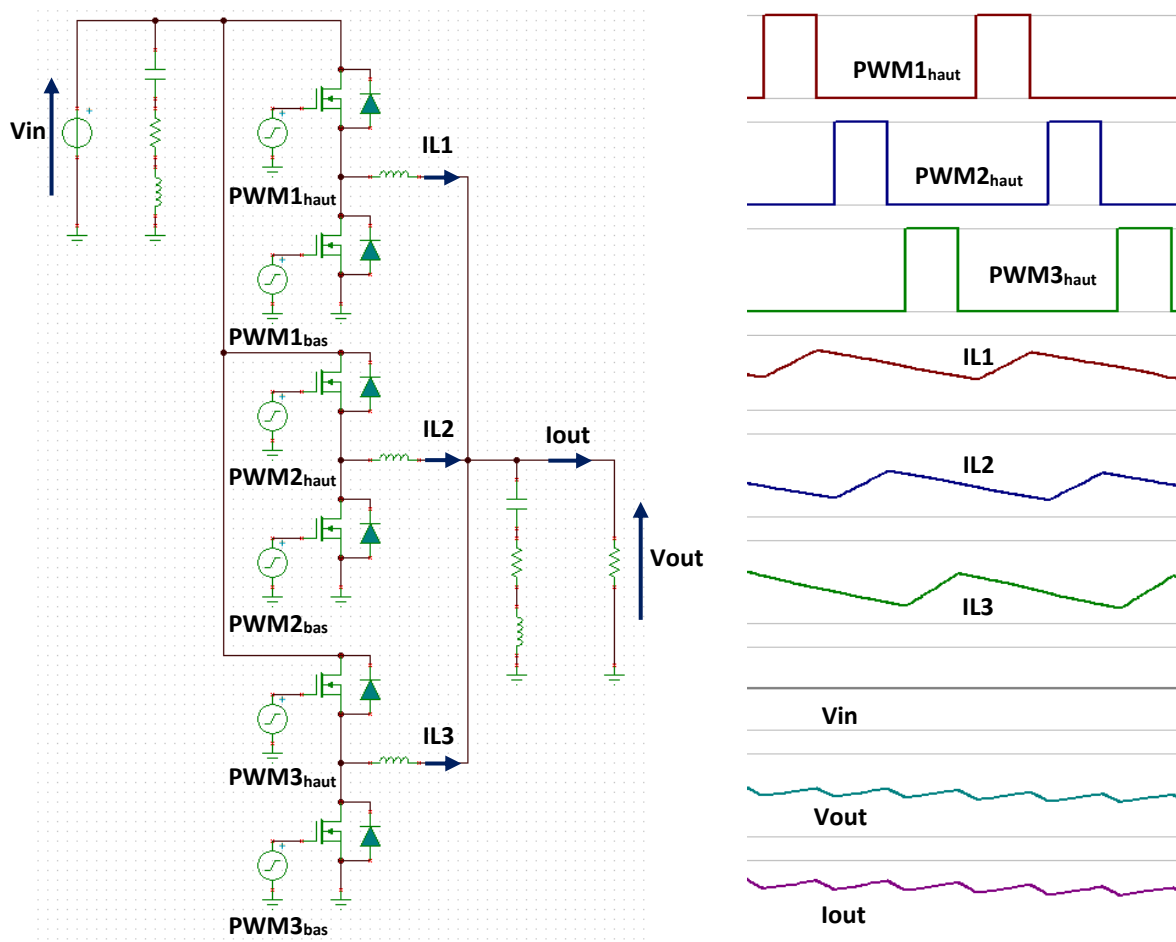 Vin
PWM1haut
IL1
PWM1bas
PWM2haut
IL2
Iout
PWM2bas
Vout
PWM3haut
IL3
PWM3bas
PWM1haut
PWM2haut
PWM3haut
IL1
IL2
IL3
Vin
Vout
Iout